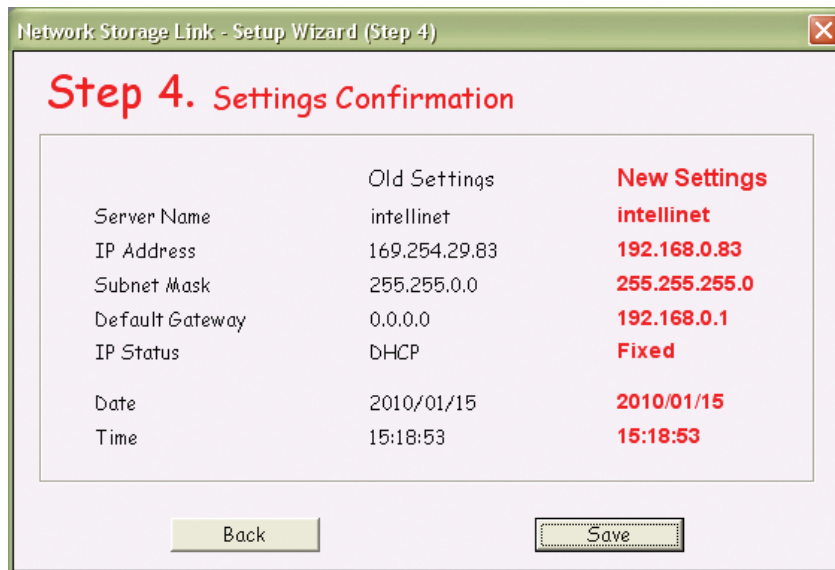 Network Storage Link - Setup Wizard (Step 4)
Step 4. Settings Confirmation
Old Settings New Settings
Server Name intellinet intellinet
IP Address 169.254.29.83 192.168.0.83
Subnet Mask 255.255.0.0 255.255.255.0
Default Gateway 0.0.0.0 192.168.0.1
IP Status DHCP Fixed
Date 2010/01/15 2010/01/15
Time 15:18:53 15:18:53
Back Save